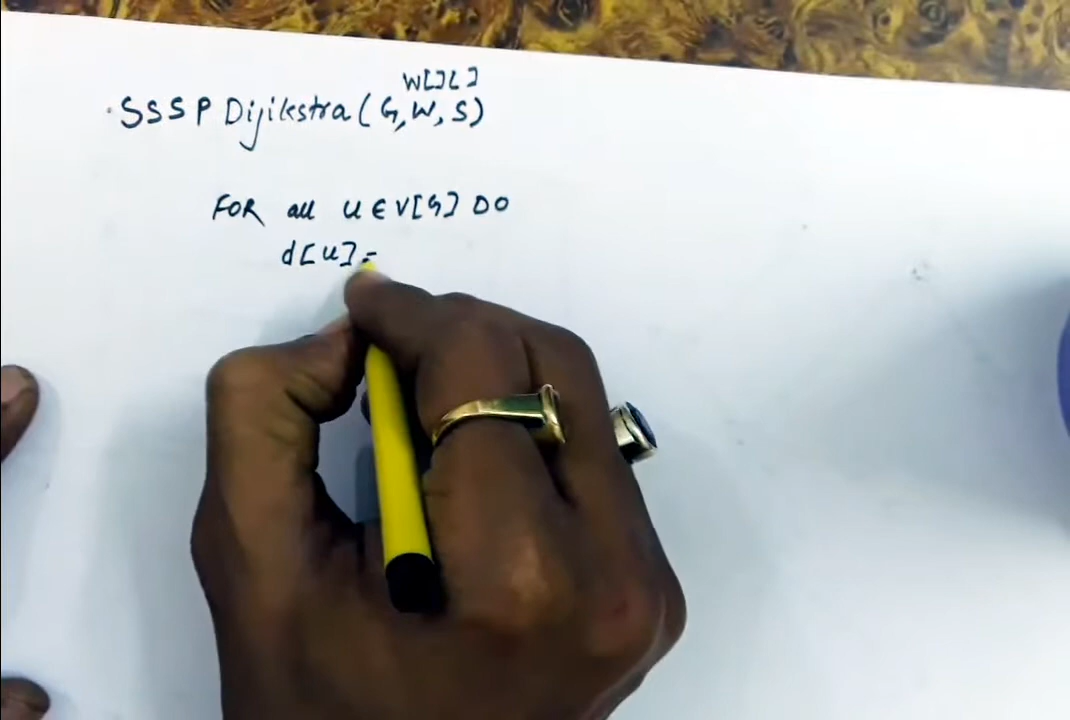 W[][]
SSSP Dijikstra (G, W, S)
FOR all u ∈ V[G] DO
d[u] =